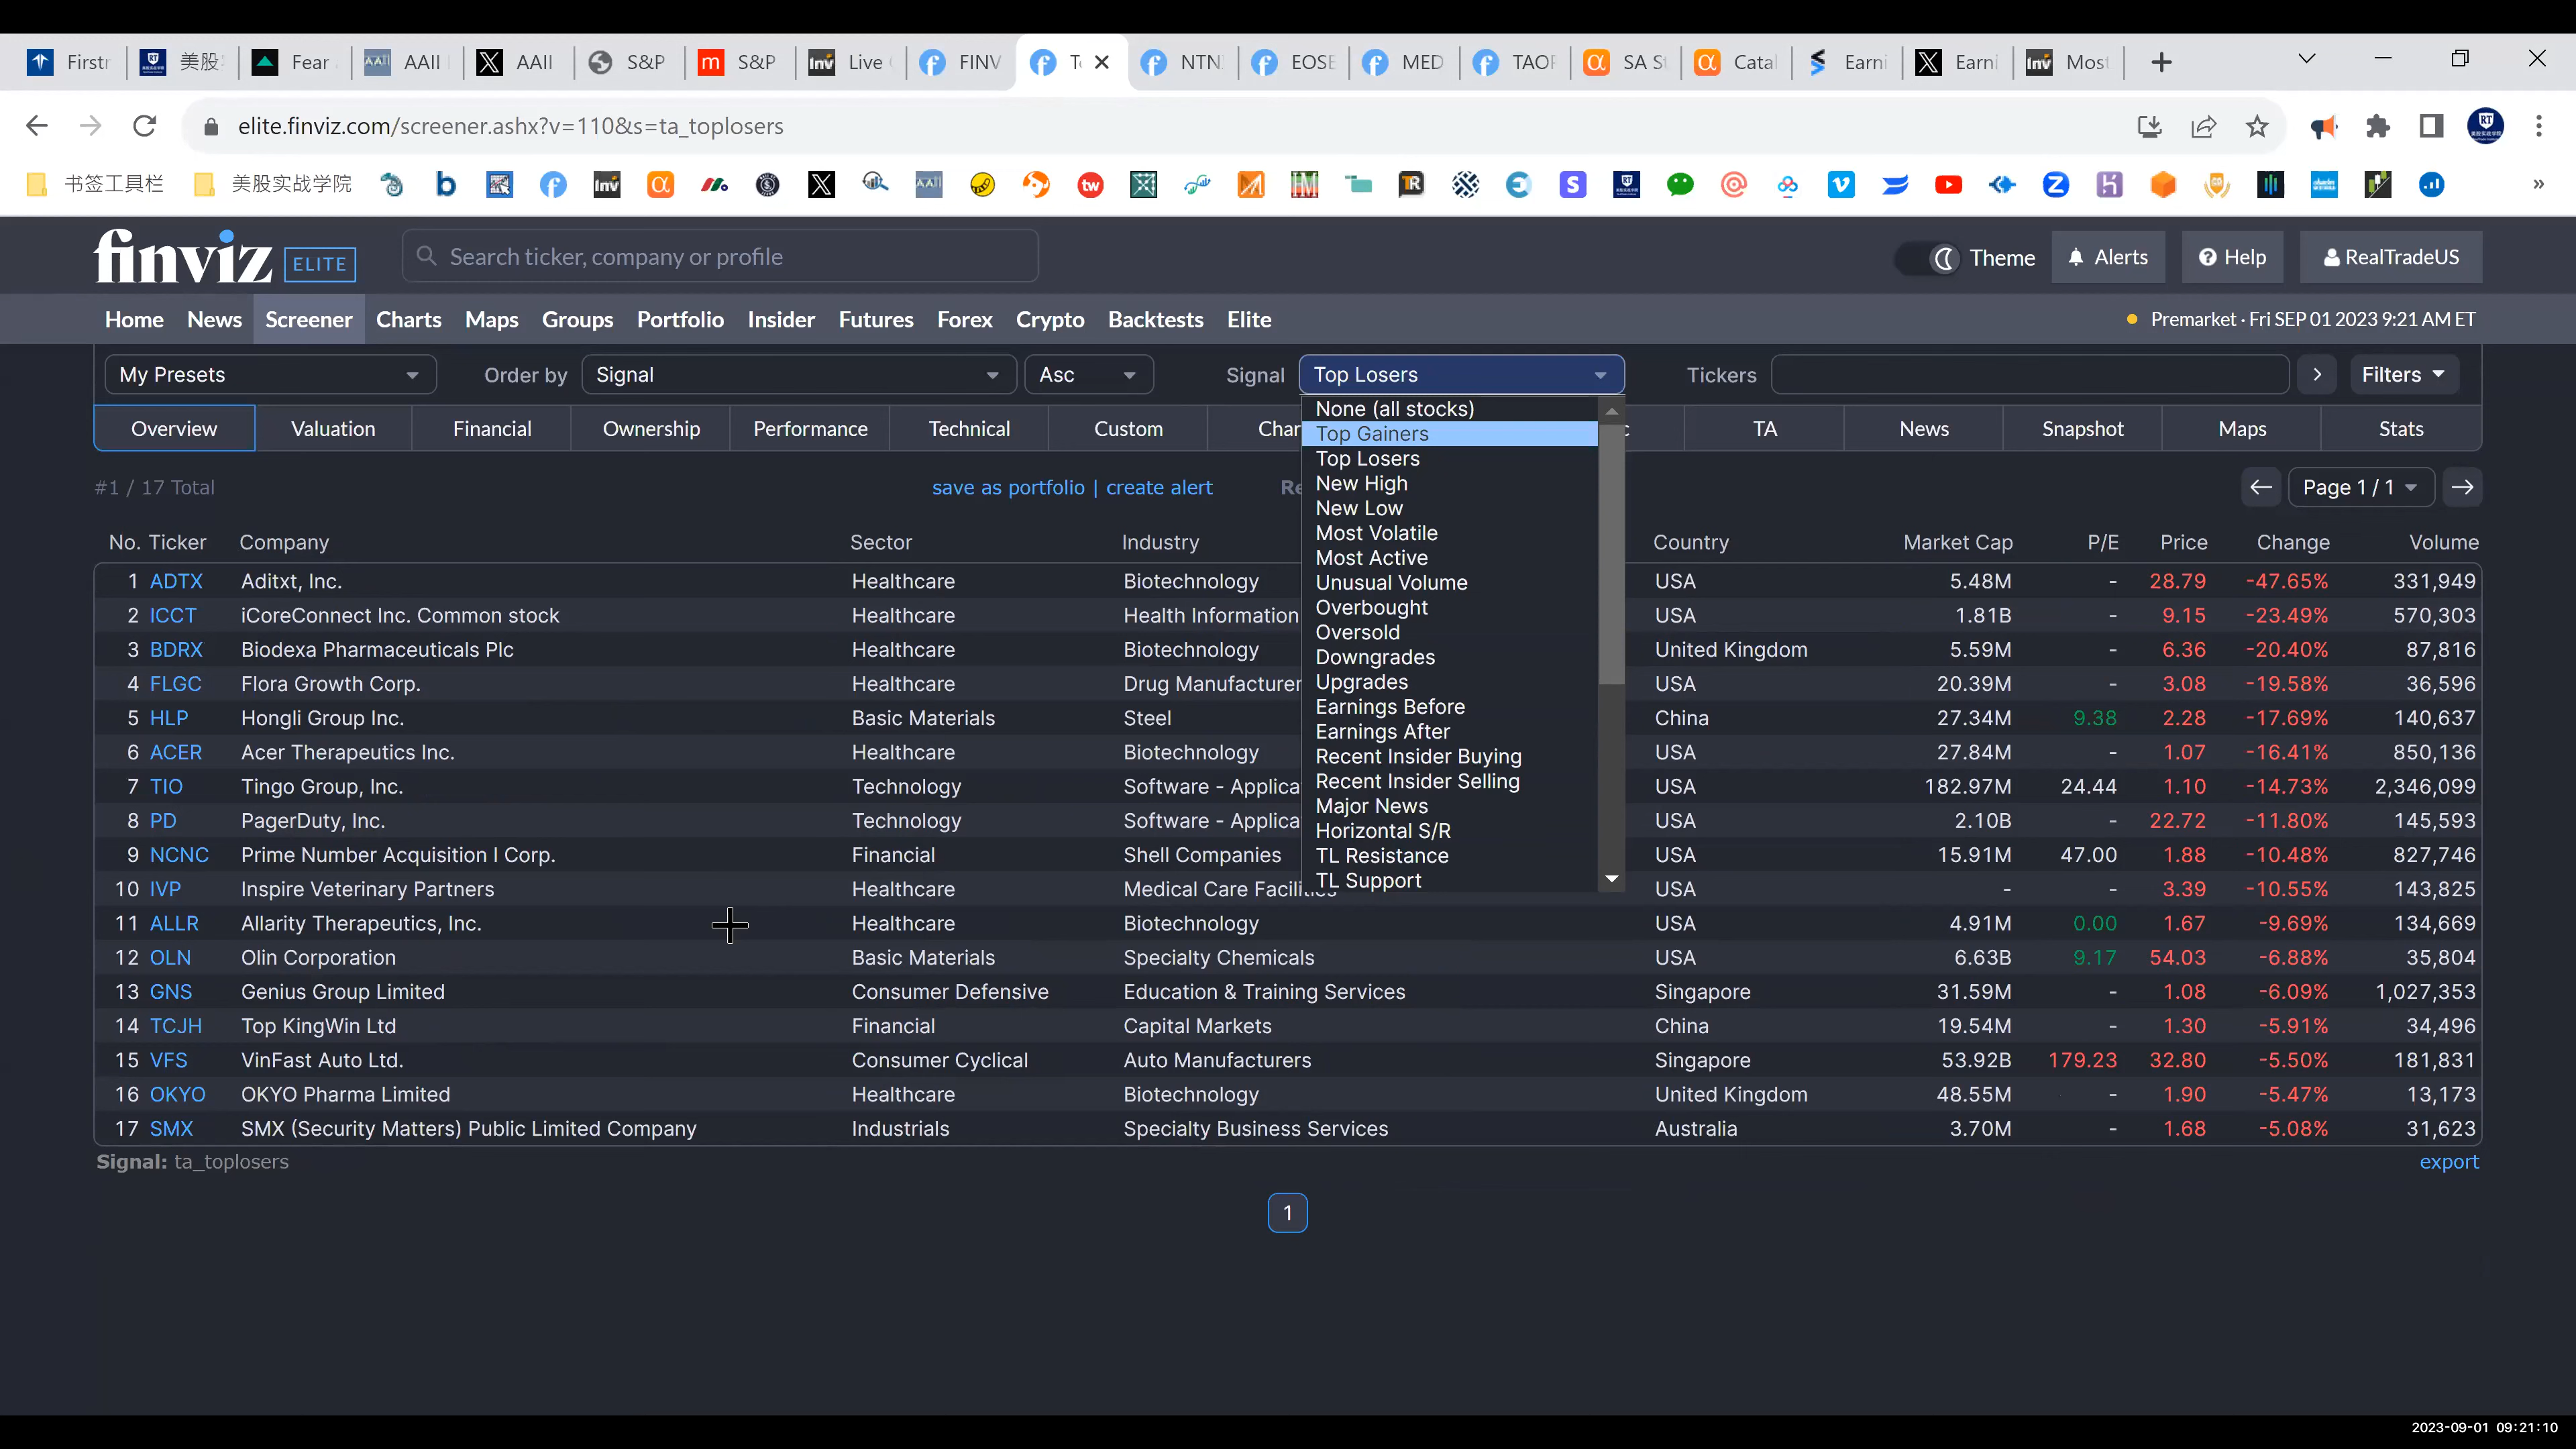 Firstr 美股 Fear AAII AAII S&P S&P Live FINV T NTN EOSE MED TAOP SA S Catal Earni Earni Mos
elite.finviz.com/screener.ashx?v=110&s=ta_toplosers
书签工具栏 美股实战学院
finviz ELITE Search ticker, company or profile Theme Alerts Help RealTradeUS
Home News Screener Charts Maps Groups Portfolio Insider Futures Forex Crypto Backtests Elite Premarket · Fri SEP 01 2023 9:21 AM ET
My Presets Order by Signal Asc Signal Top Losers Tickers Filters
Overview Valuation Financial Ownership Performance Technical Custom Char c TA News Snapshot Maps Stats
#1 / 17 Total save as portfolio | create alert Re Page 1 / 1
None (all stocks)
Top Gainers
Top Losers
New High
New Low
Most Volatile
Most Active
Unusual Volume
Overbought
Oversold
Downgrades
Upgrades
Earnings Before
Earnings After
Recent Insider Buying
Recent Insider Selling
Major News
Horizontal S/R
TL Resistance
TL Support
No. Ticker Company Sector Industry Country Market Cap P/E Price Change Volume
1 ADTX Aditxt, Inc. Healthcare Biotechnology USA 5.48M - 28.79 -47.65% 331,949
2 ICCT iCoreConnect Inc. Common stock Healthcare Health Information USA 1.81B - 9.15 -23.49% 570,303
3 BDRX Biodexa Pharmaceuticals Plc Healthcare Biotechnology United Kingdom 5.59M - 6.36 -20.40% 87,816
4 FLGC Flora Growth Corp. Healthcare Drug Manufacturer USA 20.39M - 3.08 -19.58% 36,596
5 HLP Hongli Group Inc. Basic Materials Steel China 27.34M 9.38 2.28 -17.69% 140,637
6 ACER Acer Therapeutics Inc. Healthcare Biotechnology USA 27.84M - 1.07 -16.41% 850,136
7 TIO Tingo Group, Inc. Technology Software - Applica USA 182.97M 24.44 1.10 -14.73% 2,346,099
8 PD PagerDuty, Inc. Technology Software - Applica USA 2.10B - 22.72 -11.80% 145,593
9 NCNC Prime Number Acquisition I Corp. Financial Shell Companies USA 15.91M 47.00 1.88 -10.48% 827,746
10 IVP Inspire Veterinary Partners Healthcare Medical Care Facilities USA - - 3.39 -10.55% 143,825
11 ALLR Allarity Therapeutics, Inc. Healthcare Biotechnology USA 4.91M 0.00 1.67 -9.69% 134,669
12 OLN Olin Corporation Basic Materials Specialty Chemicals USA 6.63B 9.17 54.03 -6.88% 35,804
13 GNS Genius Group Limited Consumer Defensive Education & Training Services Singapore 31.59M - 1.08 -6.09% 1,027,353
14 TCJH Top KingWin Ltd Financial Capital Markets China 19.54M - 1.30 -5.91% 34,496
15 VFS VinFast Auto Ltd. Consumer Cyclical Auto Manufacturers Singapore 53.92B 179.23 32.80 -5.50% 181,831
16 OKYO OKYO Pharma Limited Healthcare Biotechnology United Kingdom 48.55M - 1.90 -5.47% 13,173
17 SMX SMX (Security Matters) Public Limited Company Industrials Specialty Business Services Australia 3.70M - 1.68 -5.08% 31,623
Signal: ta_toplosers export
1
2023-09-01 09:21:10